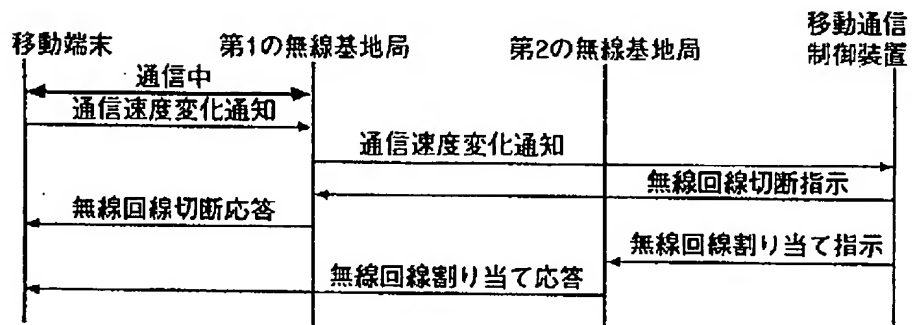 移動端末
第1の無線基地局
第2の無線基地局
移動通信
制御装置
通信中
通信速度変化通知
通信速度変化通知
無線回線切断指示
無線回線切断応答
無線回線割り当て指示
無線回線割り当て応答